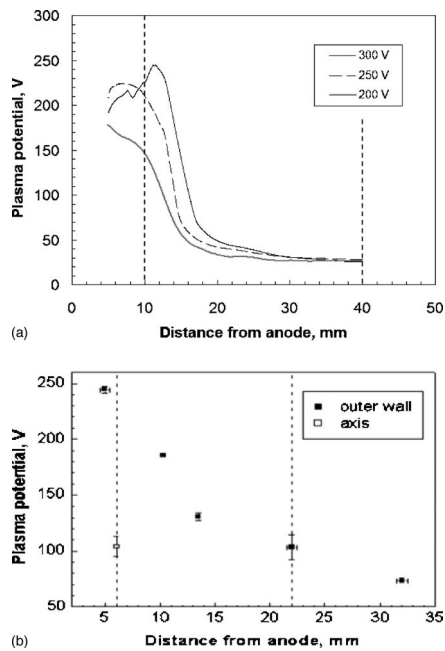 300
250
200
150
100
50
0
Plasma potential, V
300 V
250 V
200 V
0 10 20 30 40 50
(a)
Distance from anode, mm
250
200
150
100
50
Plasma potential, V
outer wall
axis
5 10 15 20 25 30 35
(b)
Distance from anode, mm